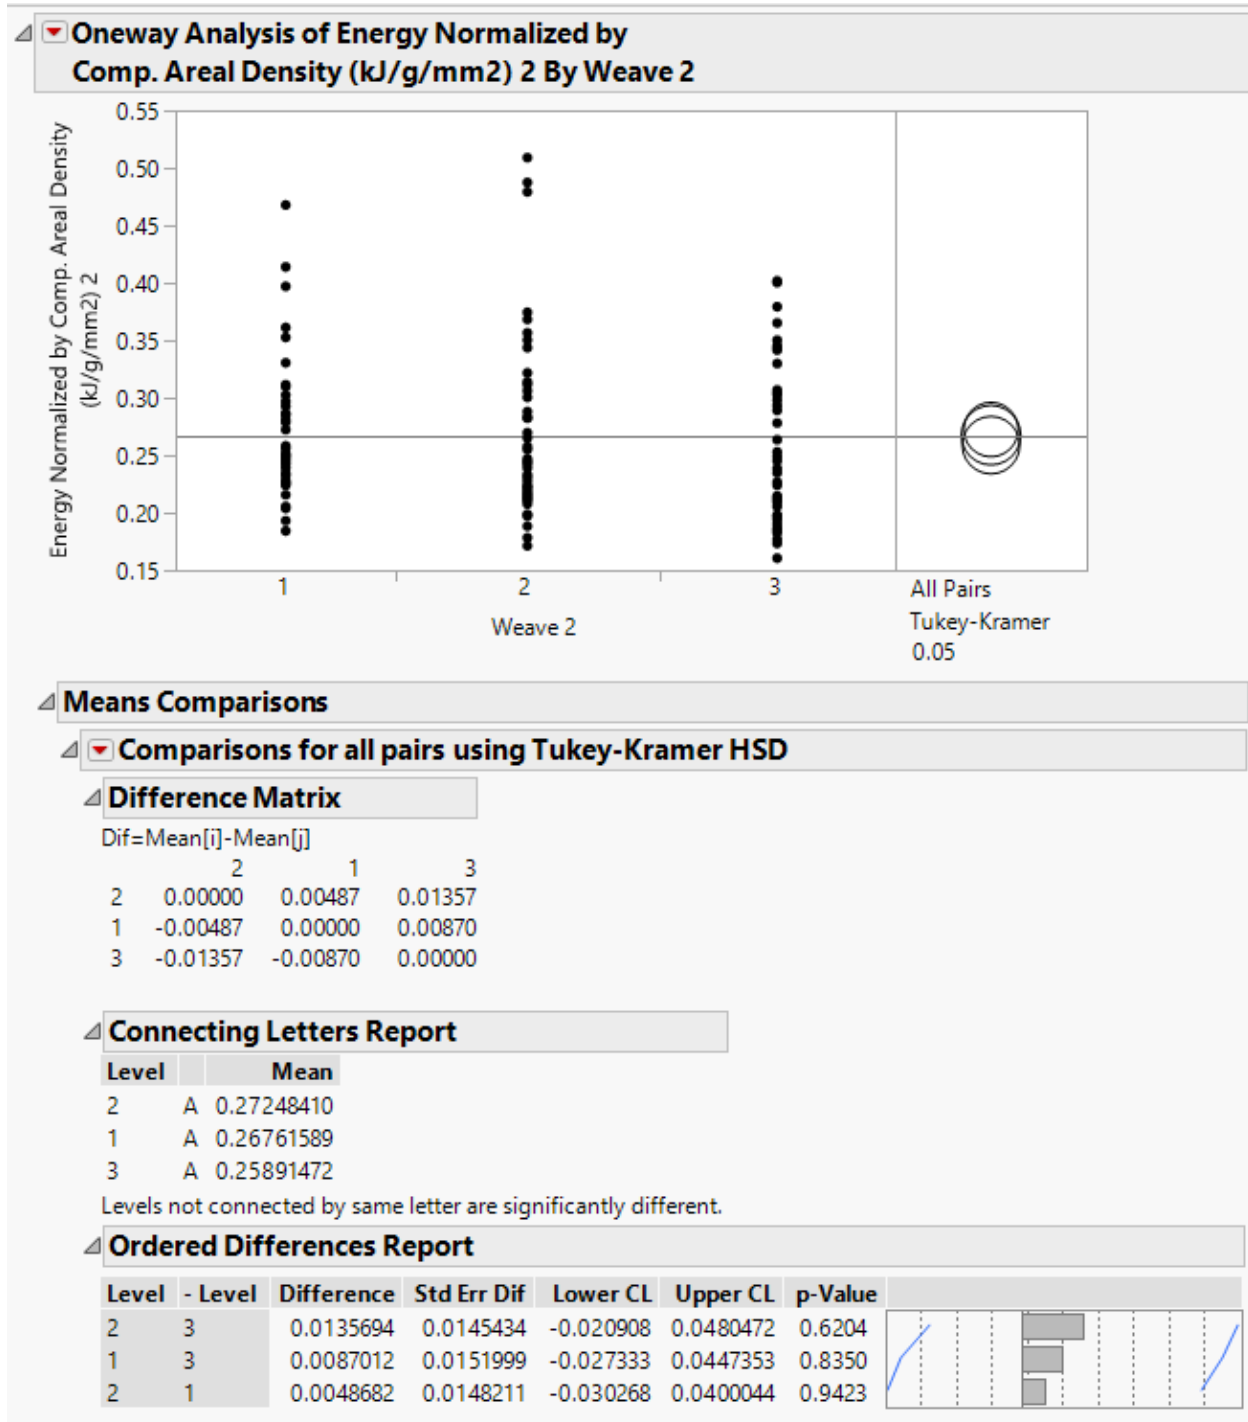 Oneway Analysis of Energy Normalized by
Comp. Areal Density (kJ/g/mm2) 2 By Weave 2
Energy Normalized by Comp. Areal Density
(kJ/g/mm2) 2
0.55
0.50
0.45
0.40
0.35
0.30
0.25
0.20
0.15
1 2 3
Weave 2
All Pairs
Tukey-Kramer
0.05
Means Comparisons
Comparisons for all pairs using Tukey-Kramer HSD
Difference Matrix
Dif=Mean[i]-Mean[j]
2 1 3
2 0.00000 0.00487 0.01357
1 -0.00487 0.00000 0.00870
3 -0.01357 -0.00870 0.00000
Connecting Letters Report
Level Mean
2 A 0.27248410
1 A 0.26761589
3 A 0.25891472
Levels not connected by same letter are significantly different.
Ordered Differences Report
Level - Level Difference Std Err Dif Lower CL Upper CL p-Value
2 3 0.0135694 0.0145434 -0.020908 0.0480472 0.6204
1 3 0.0087012 0.0151999 -0.027333 0.0447353 0.8350
2 1 0.0048682 0.0148211 -0.030268 0.0400044 0.9423